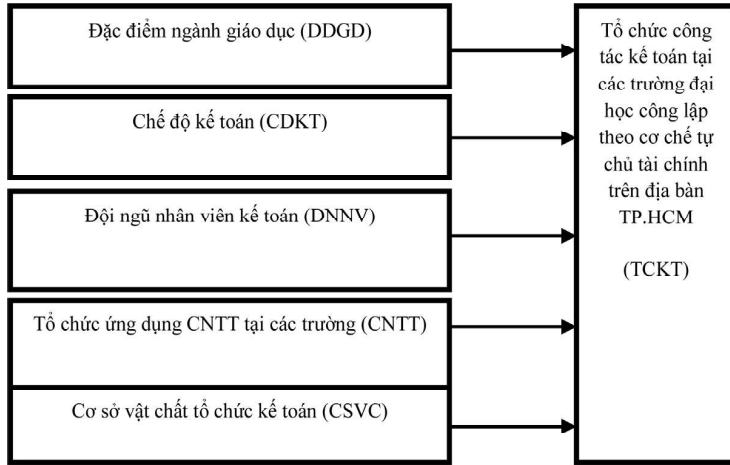 Đặc điểm ngành giáo dục (DDGD)
Chế độ kế toán (CDKT)
Đội ngũ nhân viên kế toán (DNNV)
Tổ chức ứng dụng CNTT tại các trường (CNTT)
Cơ sở vật chất tổ chức kế toán (CSVC)
Tổ chức công
tác kế toán tại
các trường đại
học công lập
theo cơ chế tự
chủ tài chính
trên địa bàn
TP.HCM
(TCKT)